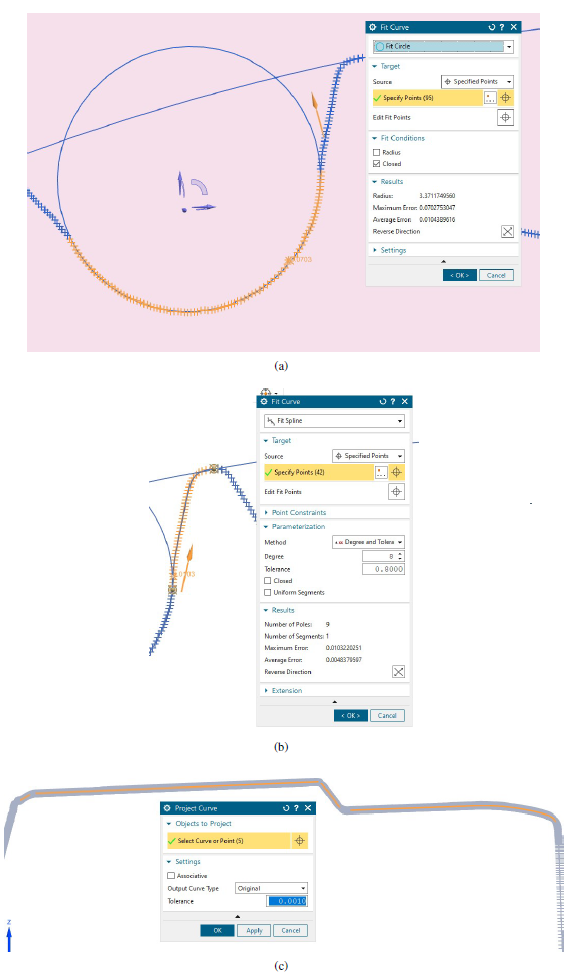 Fit Curve
Fit Circle
Target
Source Specified Points
Specify Points (95)
Edit Fit Points
Fit Conditions
Radius
Closed
Results
Radius: 3.3711749560
Maximum Error: 0.0702753047
Average Error: 0.0104389616
Reverse Direction
Settings
< OK > Cancel
(a)
Fit Curve
Fit Spline
Target
Source Specified Points
Specify Points (42)
Edit Fit Points
Point Constraints
Parameterization
Method Degree and Tolera
Degree 8
Tolerance 0.8000
Closed
Uniform Segments
Results
Number of Poles: 9
Number of Segments: 1
Maximum Error: 0.0103220251
Average Error: 0.0048379597
Reverse Direction
Extension
< OK > Cancel
(b)
Project Curve
Objects to Project
Select Curve or Point (5)
Settings
Associative
Output Curve Type Original
Tolerance 0.0010
OK Apply Cancel
Z
(c)